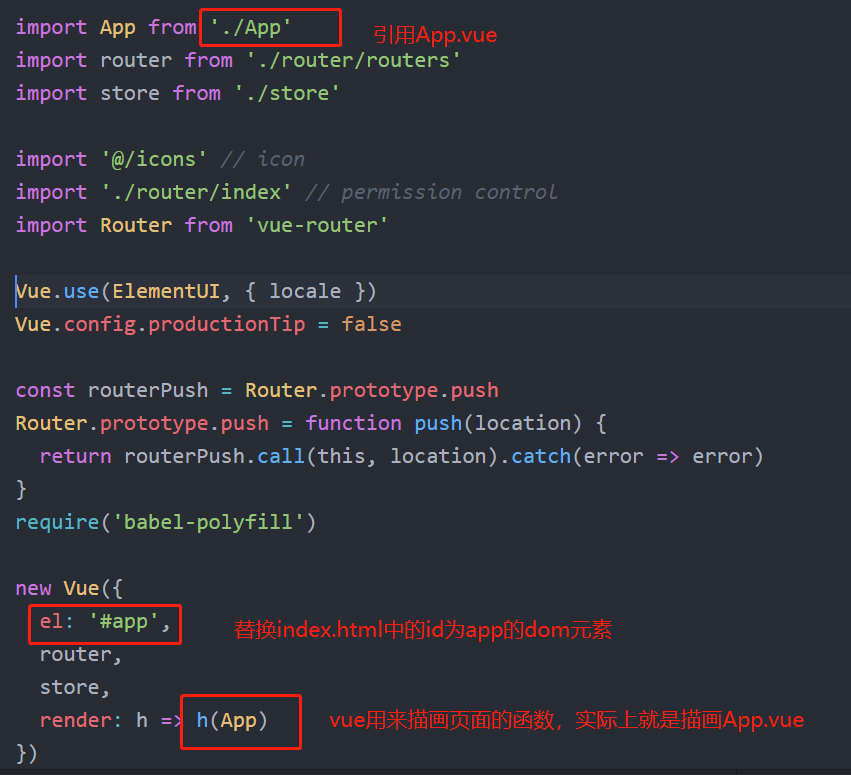 import App from './App' 引用App.vue
import router from './router/routers'
import store from './store'
import '@/icons' // icon
import './router/index' // permission control
import Router from 'vue-router'
Vue.use(ElementUI, { locale })
Vue.config.productionTip = false
const routerPush = Router.prototype.push
Router.prototype.push = function push(location) {
  return routerPush.call(this, location).catch(error => error)
}
require('babel-polyfill')
new Vue({
  el: '#app', 替换index.html中的id为app的dom元素
  router,
  store,
  render: h => h(App) vue用来描画页面的函数，实际上就是描画App.vue
})